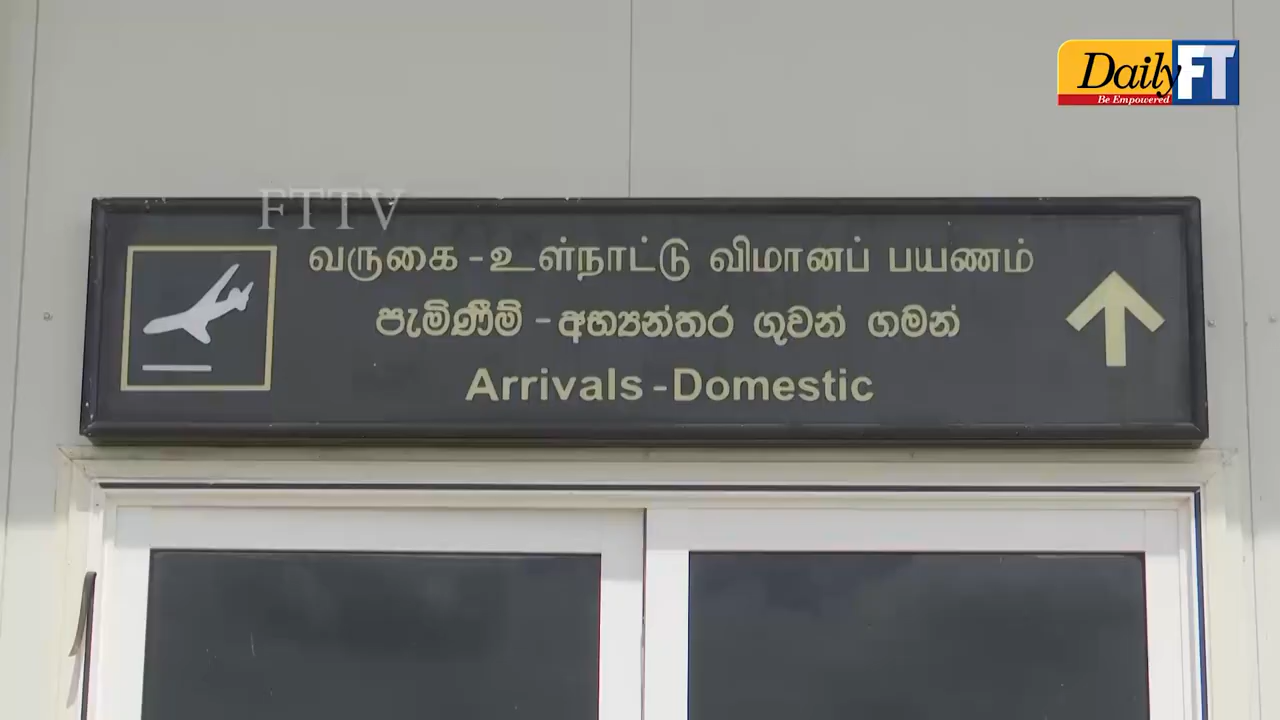 Daily FT
Be Empowered
FTTV
வருகை - உள்நாட்டு விமானப் பயணம்
පැමිණීම් - අභ්‍යන්තර ගුවන් ගමන්
Arrivals - Domestic